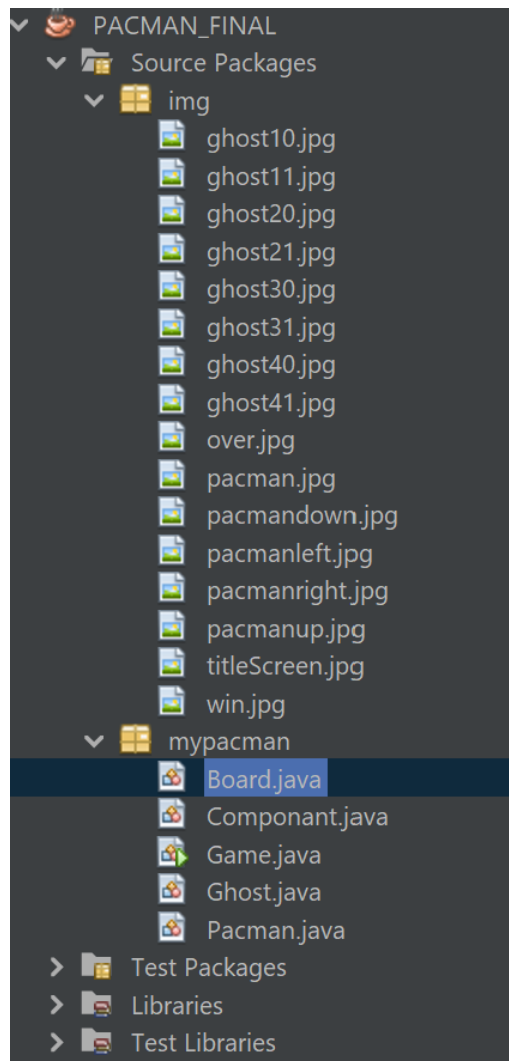 PACMAN_FINAL
Source Packages
img
ghost10.jpg
ghost11.jpg
ghost20.jpg
ghost21.jpg
ghost30.jpg
ghost31.jpg
ghost40.jpg
ghost41.jpg
over.jpg
pacman.jpg
pacmandown.jpg
pacmanleft.jpg
pacmanright.jpg
pacmanup.jpg
titleScreen.jpg
win.jpg
mypacman
Board.java
Componant.java
Game.java
Ghost.java
Pacman.java
Test Packages
Libraries
Test Libraries